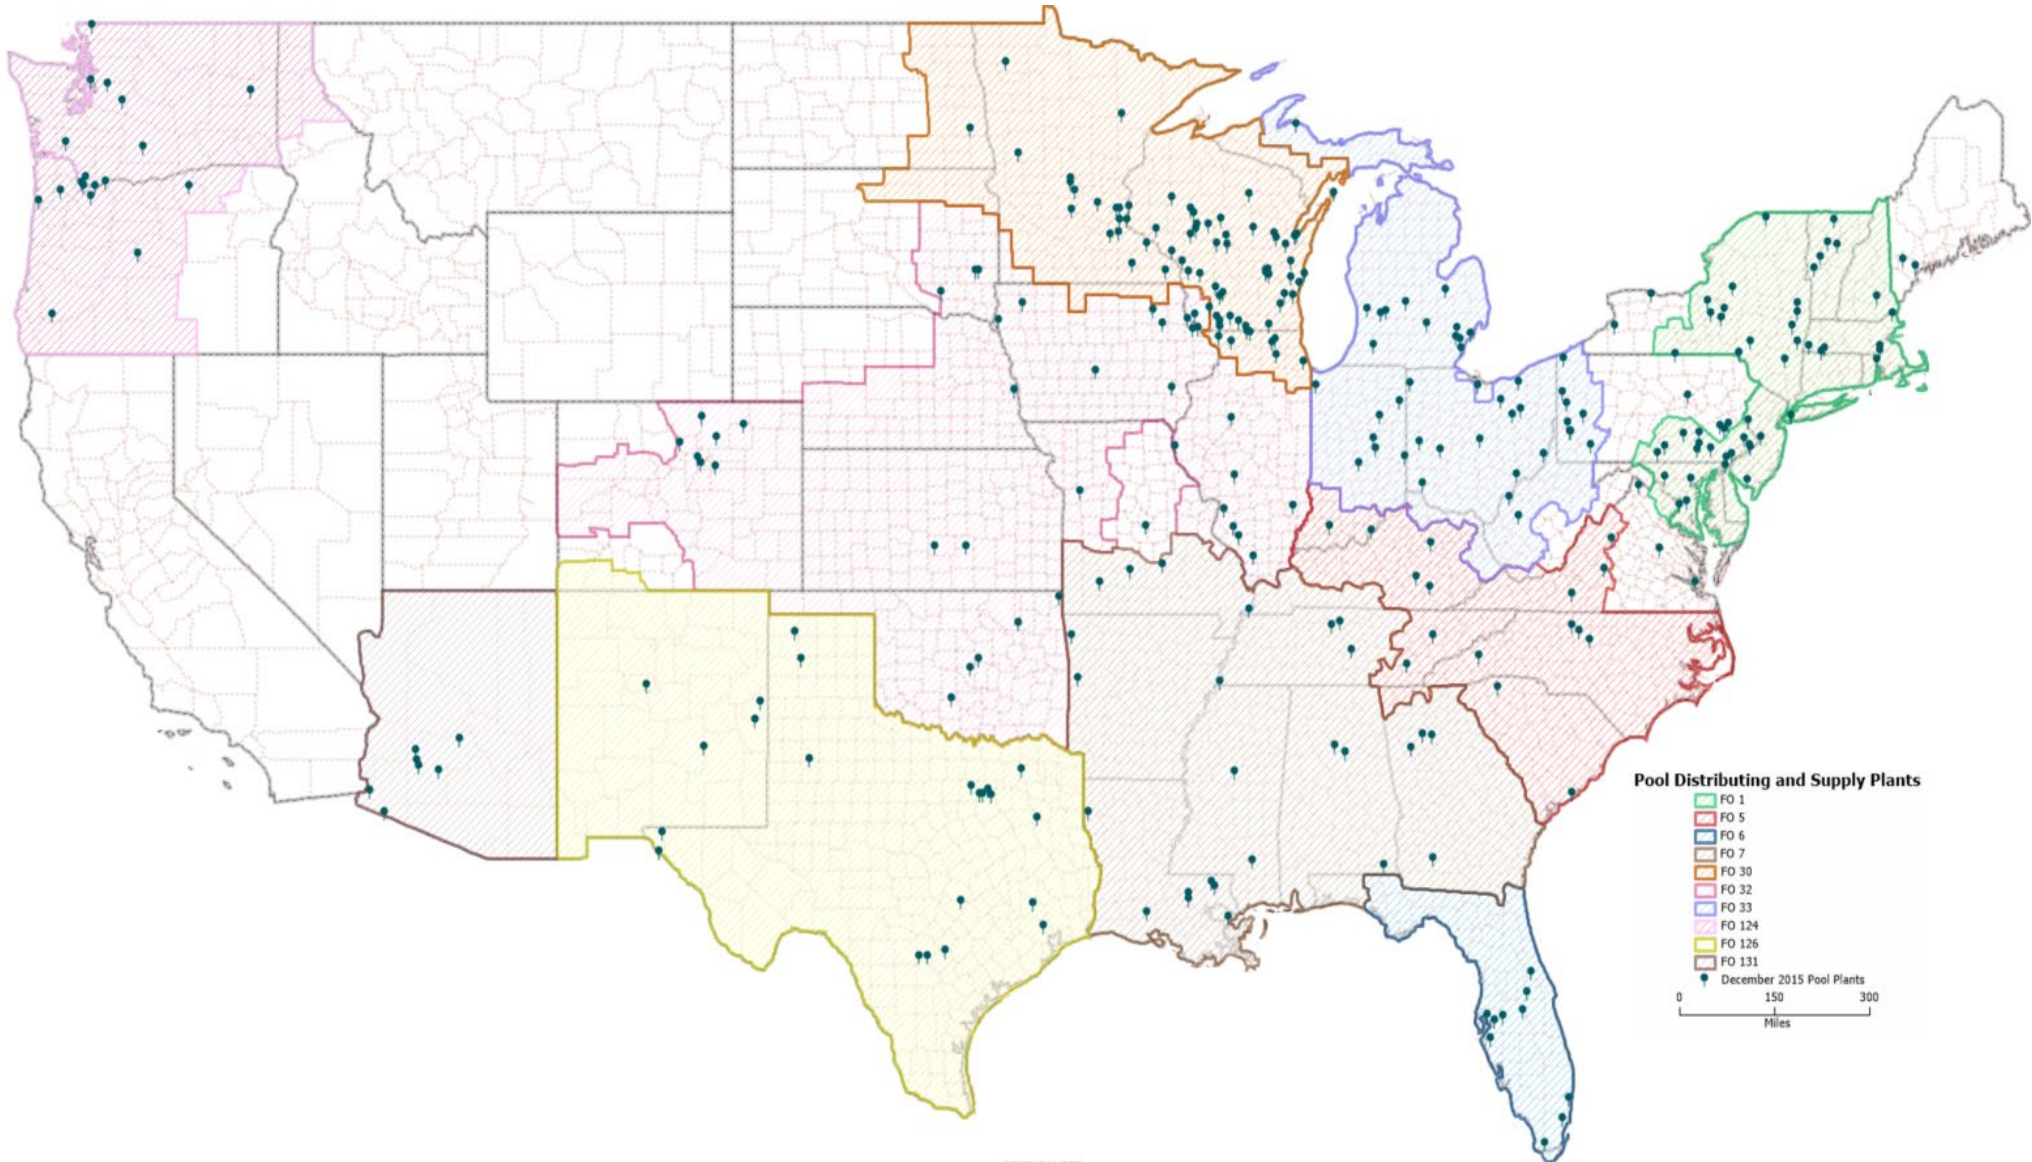 Pool Distributing and Supply Plants
FO 1
FO 5
FO 6
FO 7
FO 30
FO 32
FO 33
FO 124
FO 126
FO 131
December 2015 Pool Plants
0 150 300
Miles